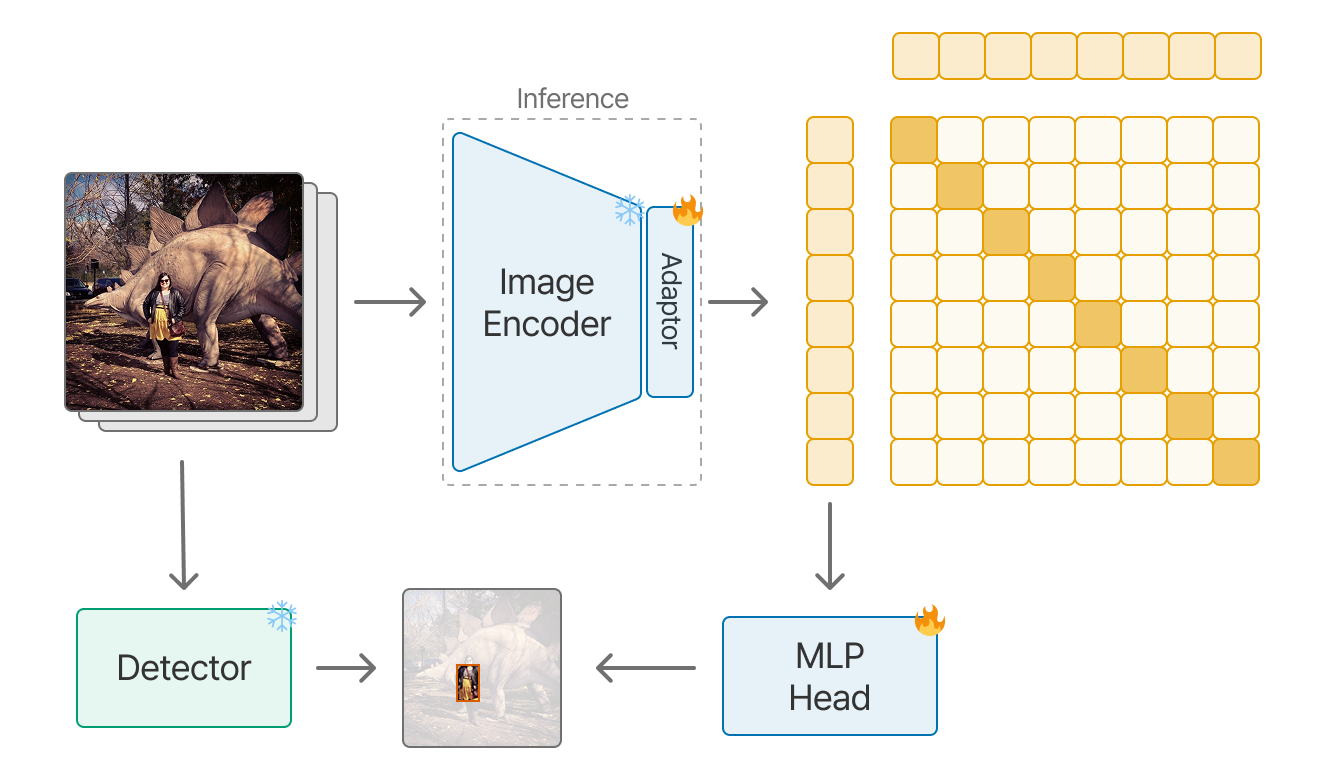 Inference
Image
Encoder
Adaptor
Detector
MLP
Head